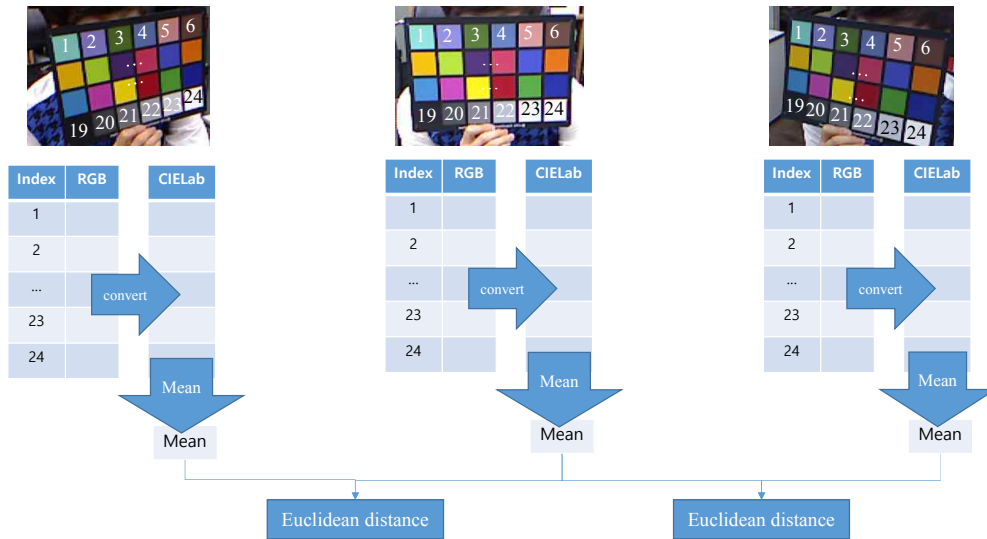 1 2 3 4 5 6
...
...
19 20 21 22 23 24
1 2 3 4 5 6
...
...
19 20 21 22 23 24
1 2 3 4 5 6
...
...
19 20 21 22 23 24
Index RGB CIELab
1
2
...
23
24
convert
Mean
Mean
Index RGB CIELab
1
2
...
23
24
convert
Mean
Mean
Index RGB CIELab
1
2
...
23
24
convert
Mean
Mean
Euclidean distance
Euclidean distance